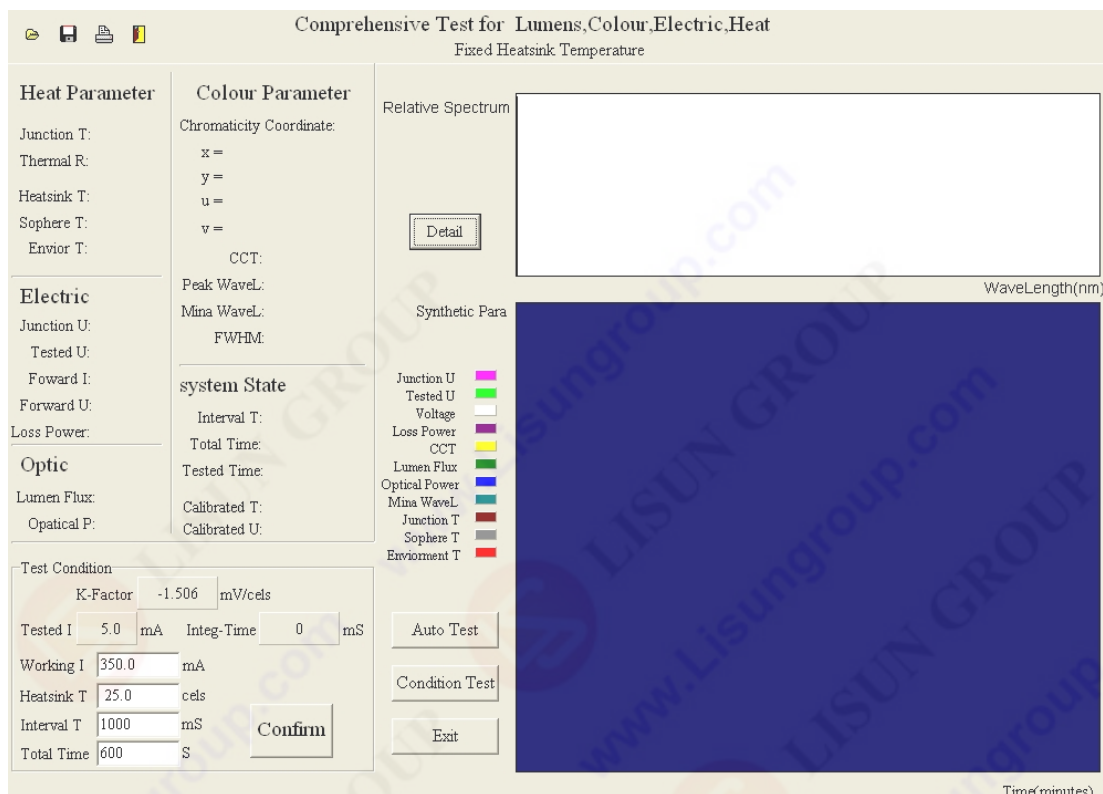 Comprehensive Test for Lumens,Colour,Electric,Heat
Fixed Heatsink Temperature
Heat Parameter
Junction T:
Thermal R:
Heatsink T:
Sophere T:
Envior T:
Electric
Junction U:
Tested U:
Foward I:
Forward U:
Loss Power:
Optic
Lumen Flux:
Opatical P:
Colour Parameter
Chromaticity Coordinate:
x =
y =
u =
v =
CCT:
Peak WaveL:
Mina WaveL:
FWHM:
system State
Interval T:
Total Time:
Tested Time:
Calibrated T:
Calibrated U:
Test Condition
K-Factor -1.506 mV/cels
Tested I 5.0 mA Integ-Time 0 mS
Working I 350.0 mA
Heatsink T 25.0 cels
Interval T 1000 mS
Total Time 600 S
Confirm
Relative Spectrum
Detail
WaveLength(nm)
Synthetic Para
Junction U
Tested U
Voltage
Loss Power
CCT
Lumen Flux
Optical Power
Mina WaveL
Junction T
Sophere T
Enviorment T
Auto Test
Condition Test
Exit
Time(minutes)
LISUN GROUP
www.Lisungroup.com